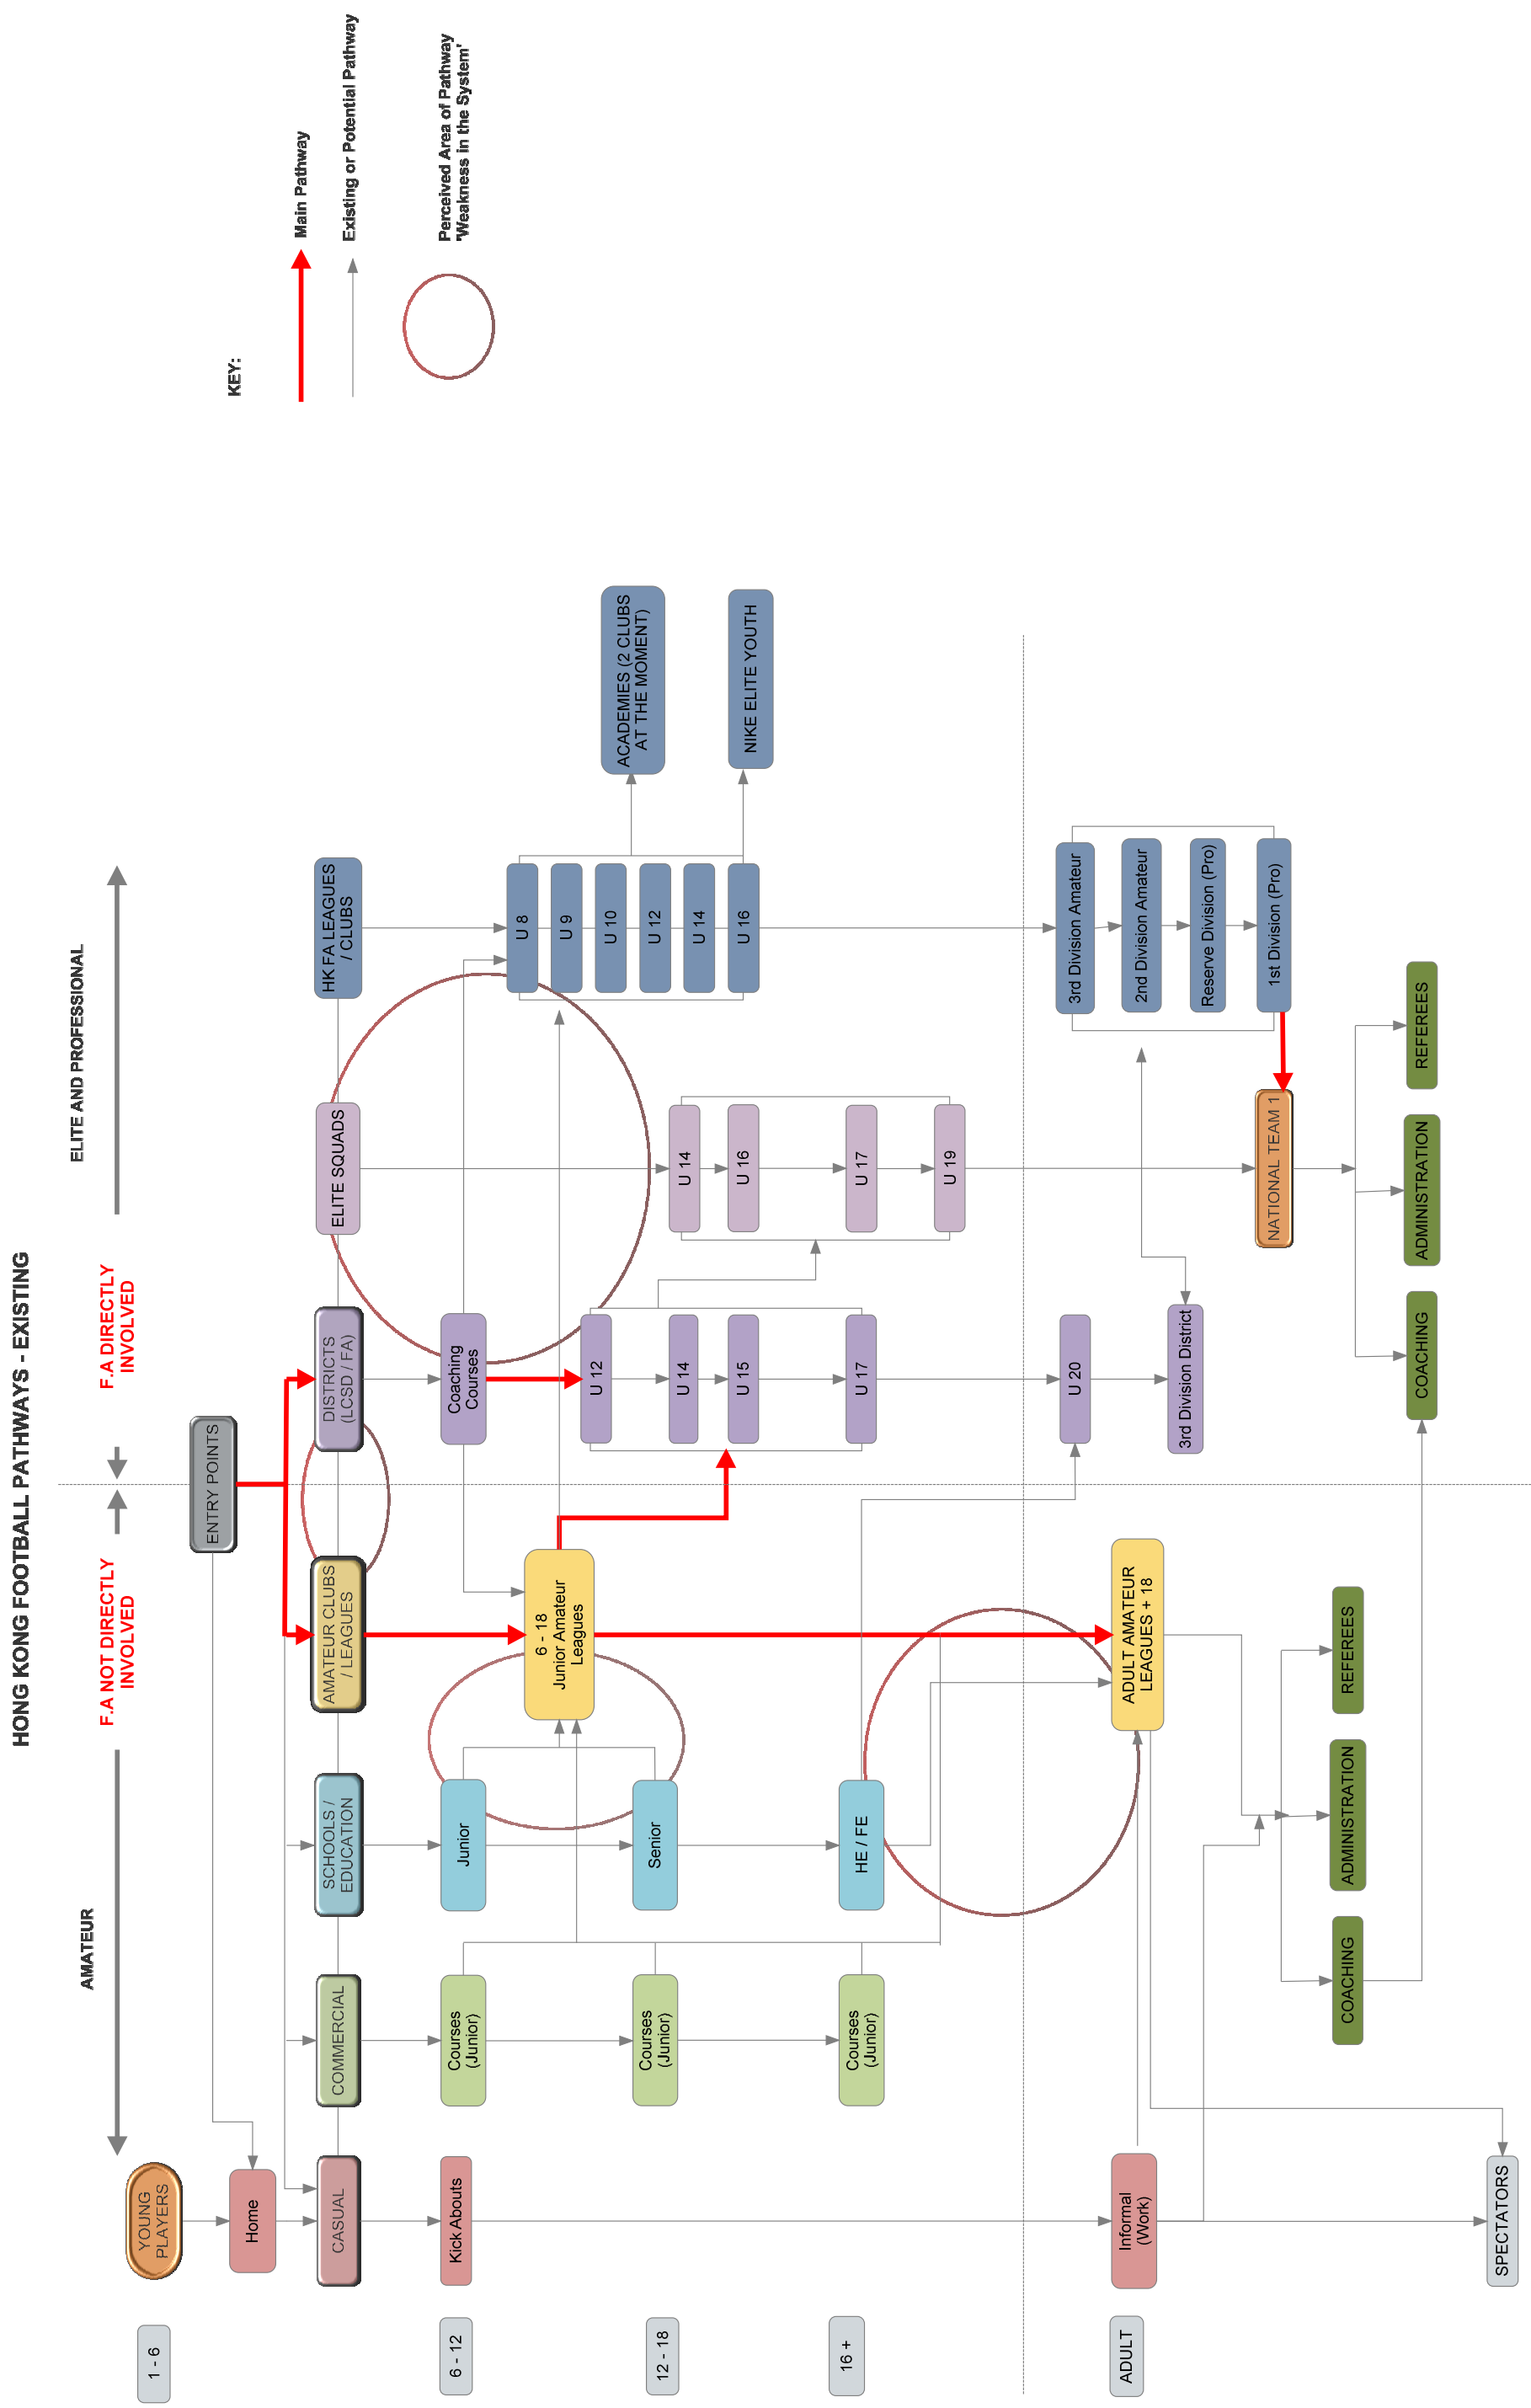 HONG KONG FOOTBALL PATHWAYS - EXISTING
AMATEUR
F.A NOT DIRECTLY
INVOLVED
F.A DIRECTLY
INVOLVED
ELITE AND PROFESSIONAL
KEY:
Main Pathway
Existing or Potential Pathway
Perceived Area of Pathway
'Weakness in the System'
1 - 6
YOUNG
PLAYERS
ENTRY POINTS
Home
CASUAL
COMMERCIAL
SCHOOLS /
EDUCATION
AMATEUR CLUBS
/ LEAGUES
DISTRICTS
(LCSD / FA)
ELITE SQUADS
HK FA LEAGUES
/ CLUBS
6 - 12
Kick Abouts
Courses
(Junior)
Junior
Coaching
Courses
6 - 18
Junior Amateur
Leagues
U 8
U 9
U 10
U 12
U 14
U 16
ACADEMIES (2 CLUBS
AT THE MOMENT)
NIKE ELITE YOUTH
12 - 18
Courses
(Junior)
Senior
U 12
U 14
U 15
U 17
U 14
U 16
U 17
U 19
16 +
Courses
(Junior)
HE / FE
U 20
3rd Division District
ADULT
Informal
(Work)
ADULT AMATEUR
LEAGUES + 18
3rd Division Amateur
2nd Division Amateur
Reserve Division (Pro)
1st Division (Pro)
NATIONAL TEAM 1
COACHING
ADMINISTRATION
REFEREES
COACHING
ADMINISTRATION
REFEREES
SPECTATORS